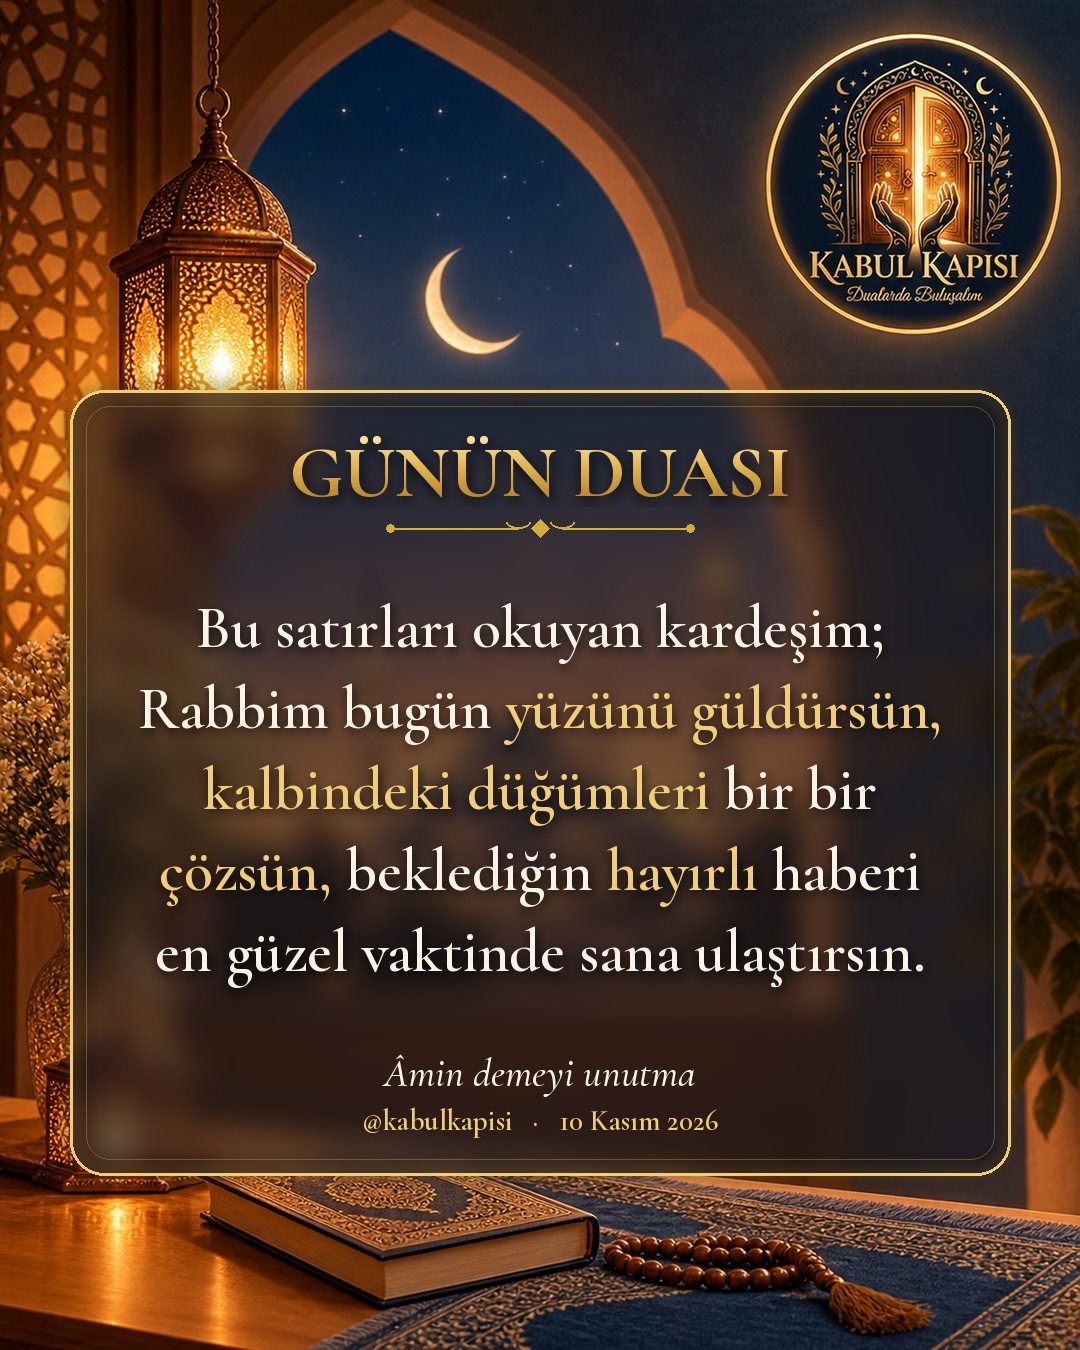 KABUL KAPISI
Dualarda Buluşalım
GÜNÜN DUASI
Bu satırları okuyan kardeşim;
Rabbim bugün yüzünü güldürsün,
kalbindeki düğümleri bir bir
çözsün, beklediğin hayırlı haberi
en güzel vaktinde sana ulaştırsın.
Âmin demeyi unutma
@kabulkapisi · 10 Kasım 2026